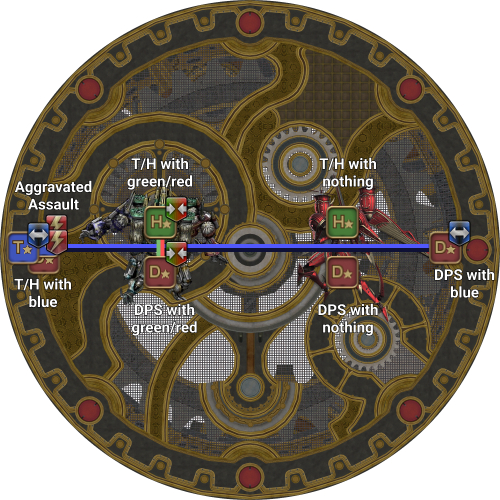 T/H with
green/red
T/H with
nothing
Aggravated
Assault
H★
H★
T★
D★
D★
D★
D★
T/H with
blue
DPS with
blue
DPS with
green/red
DPS with
nothing